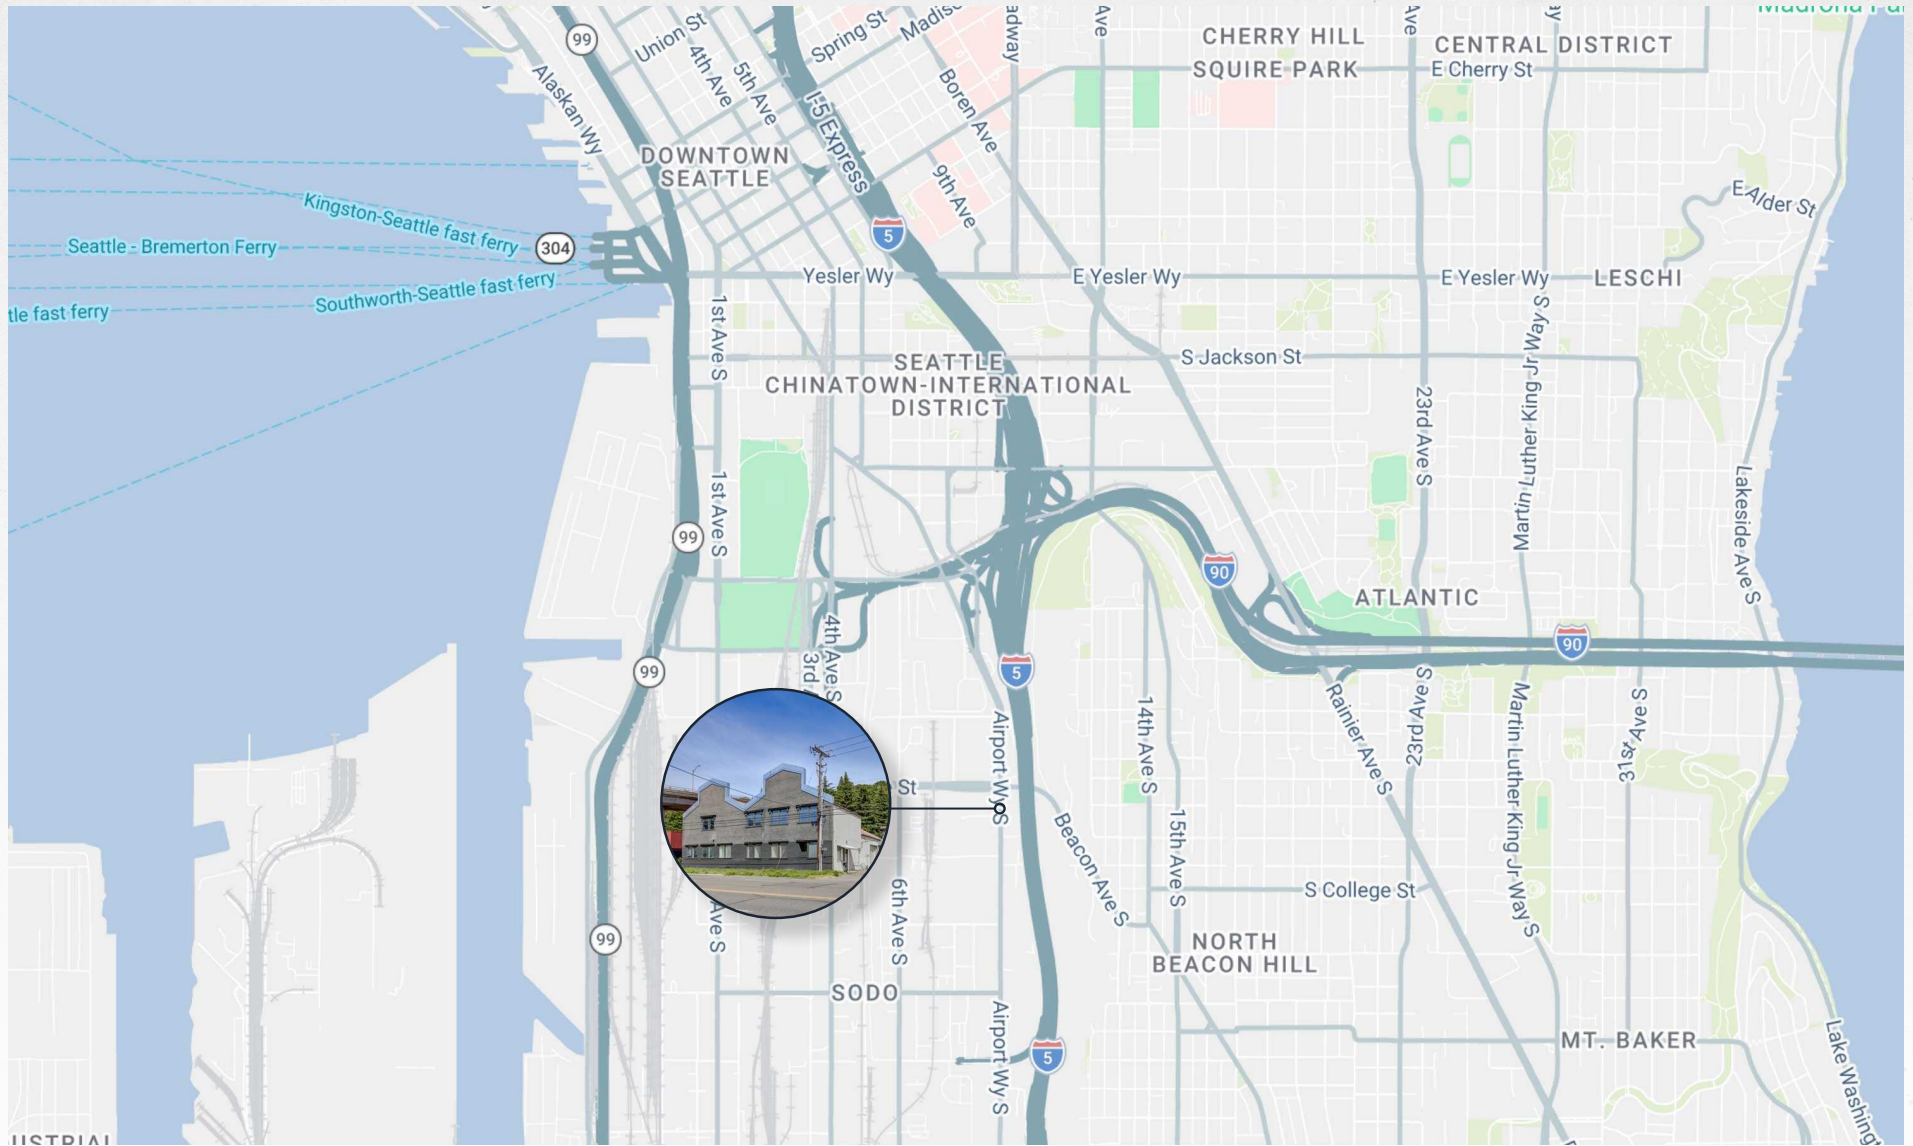 Madrona Pa
99
Union St
Spring St
Madis
adway
Ave
Ave
ay
CHERRY HILL
CENTRAL DISTRICT
SQUIRE PARK
E Cherry St
4th Ave
5th Ave
Alaskan Wy
I-5 Express
Boren Ave
DOWNTOWN
SEATTLE
9th Ave
E Alder St
Kingston-Seattle fast ferry
5
Seattle - Bremerton Ferry
304
Yesler Wy
E Yesler Wy
E Yesler Wy
LESCHI
Southworth-Seattle fast ferry
tle fast ferry
1st Ave S
S Jackson St
SEATTLE
CHINATOWN-INTERNATIONAL
DISTRICT
Martin Luther King Jr Way S
23rd Ave S
1st Ave S
Lakeside Ave S
99
90
ATLANTIC
4th Ave S
90
3rd
99
5
Rainier Ave S
23rd Ave S
Martin Luther King Jr Way S
31st Ave S
14th Ave S
Airport Wy S
St
Beacon Ave S
15th Ave S
6th Ave S
Ave S
S College St
99
NORTH
BEACON HILL
SODO
Airport Wy S
5
MT. BAKER
Lake Washing
USTRIAL